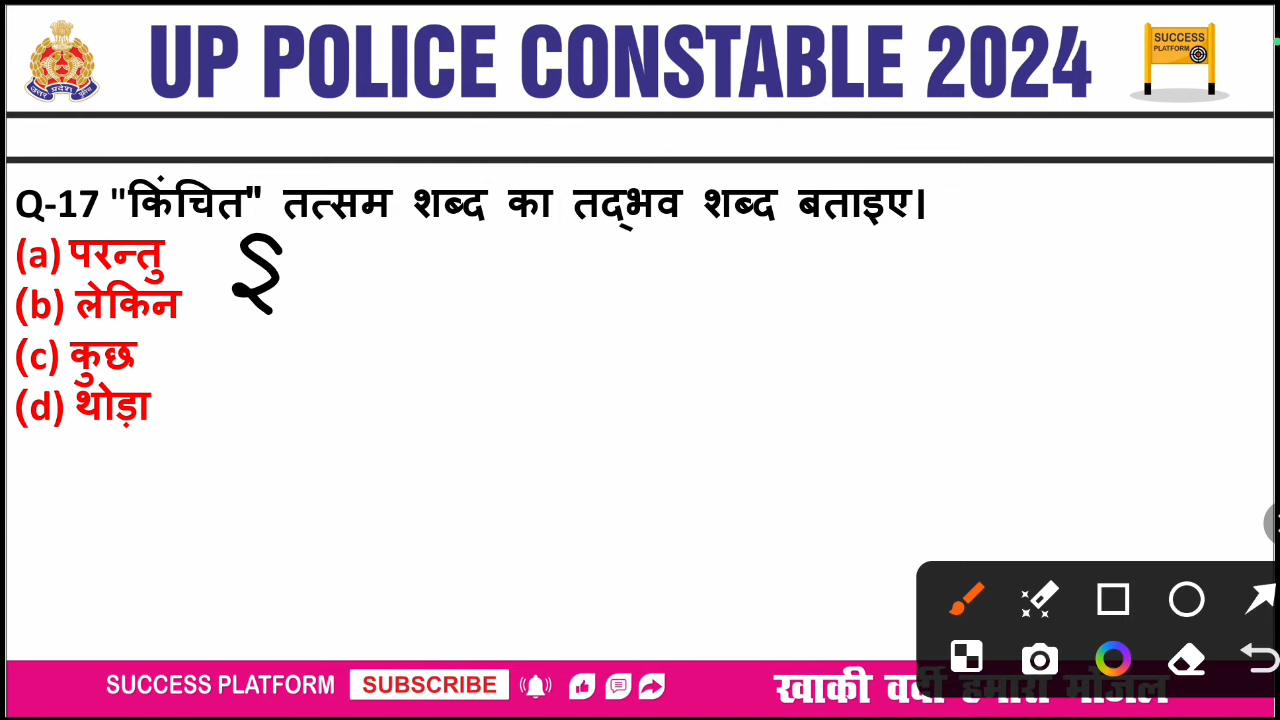 UP POLICE CONSTABLE 2024
SUCCESS
PLATFORM
Q-17 "किंचित" तत्सम शब्द का तद्भव शब्द बताइए।
(a) परन्तु
(b) लेकिन
(c) कुछ
(d) थोड़ा
SUCCESS PLATFORM SUBSCRIBE खाकी वर्दी हमारी मंजिल